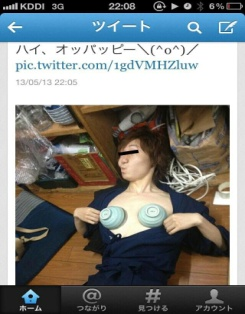 KDDI 3G 22:08 6%
ツイート
ハイ、オッパッピー＼(^o^)／
pic.twitter.com/1gdVMHZluw
13/05/13 22:05
ホーム @つながり #見つける アカウント